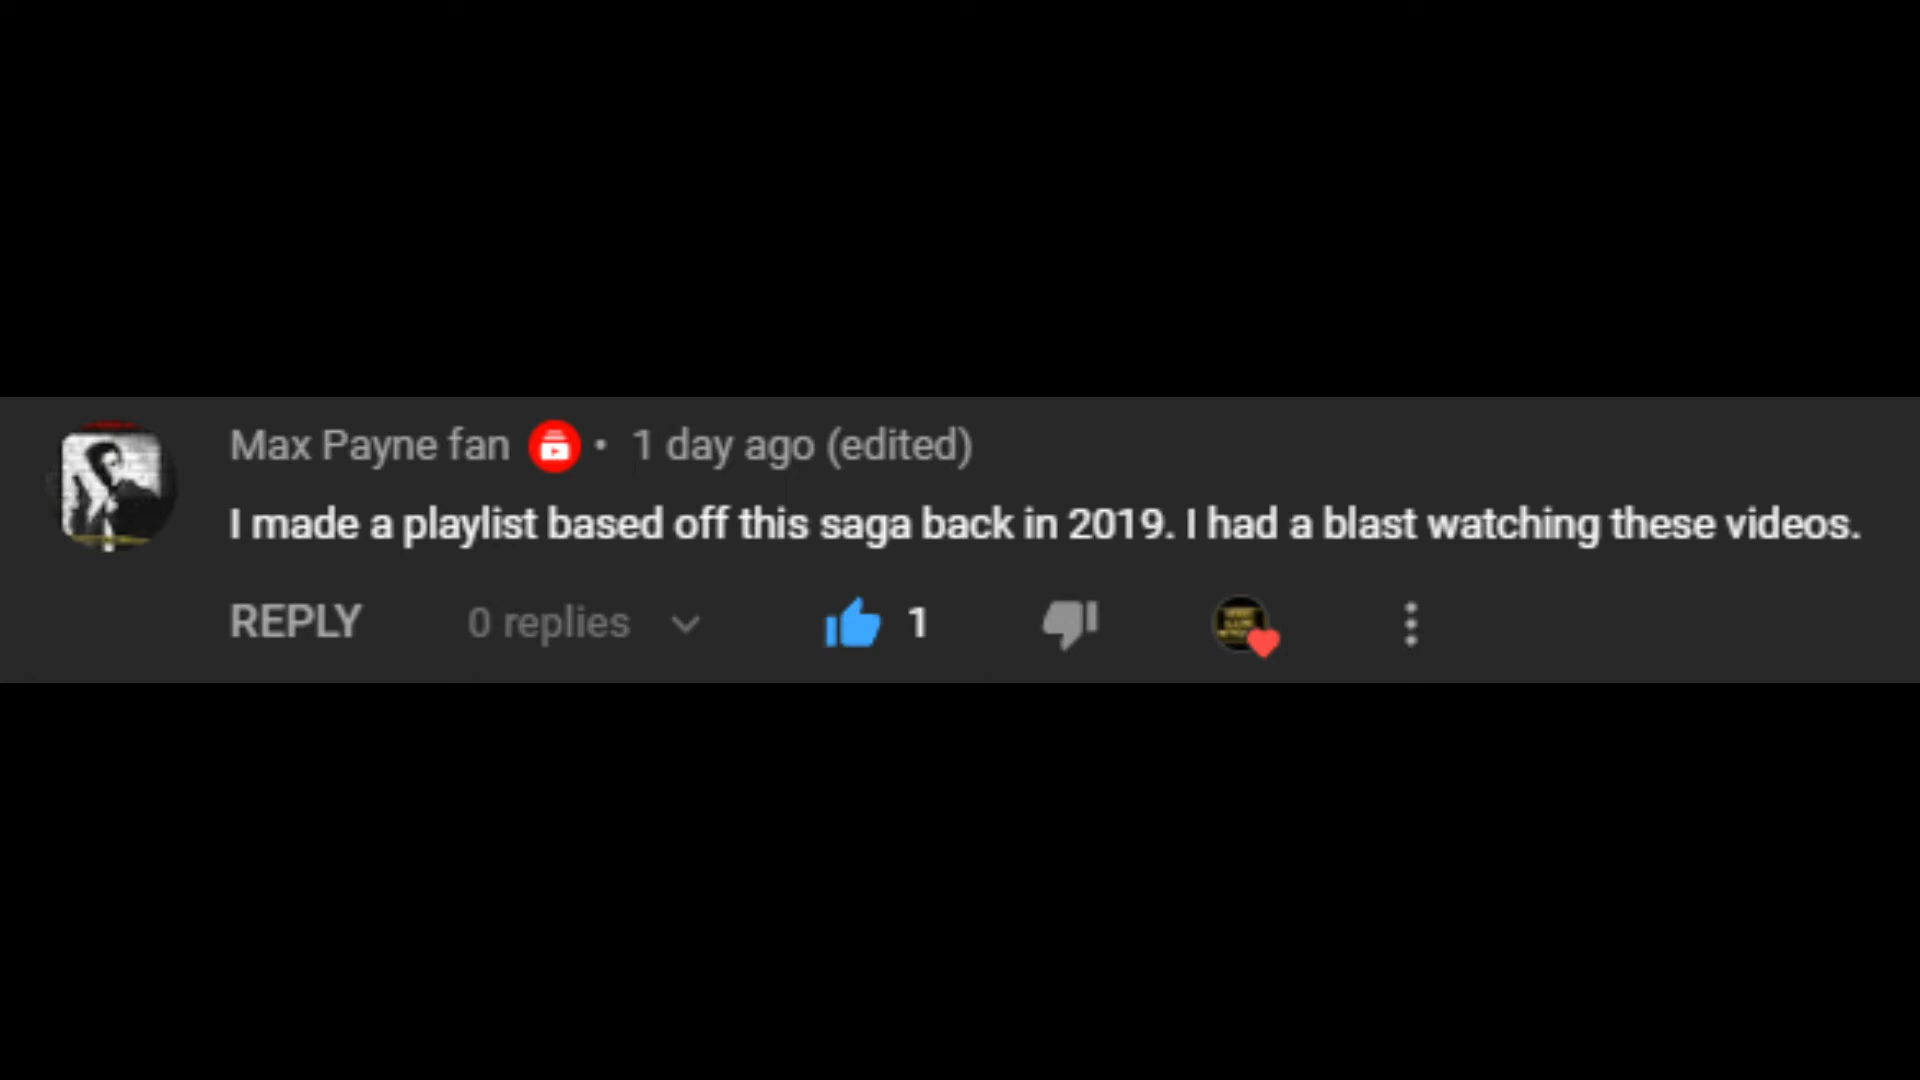 Max Payne fan • 1 day ago (edited)
I made a playlist based off this saga back in 2019. I had a blast watching these videos.
REPLY 0 replies 1